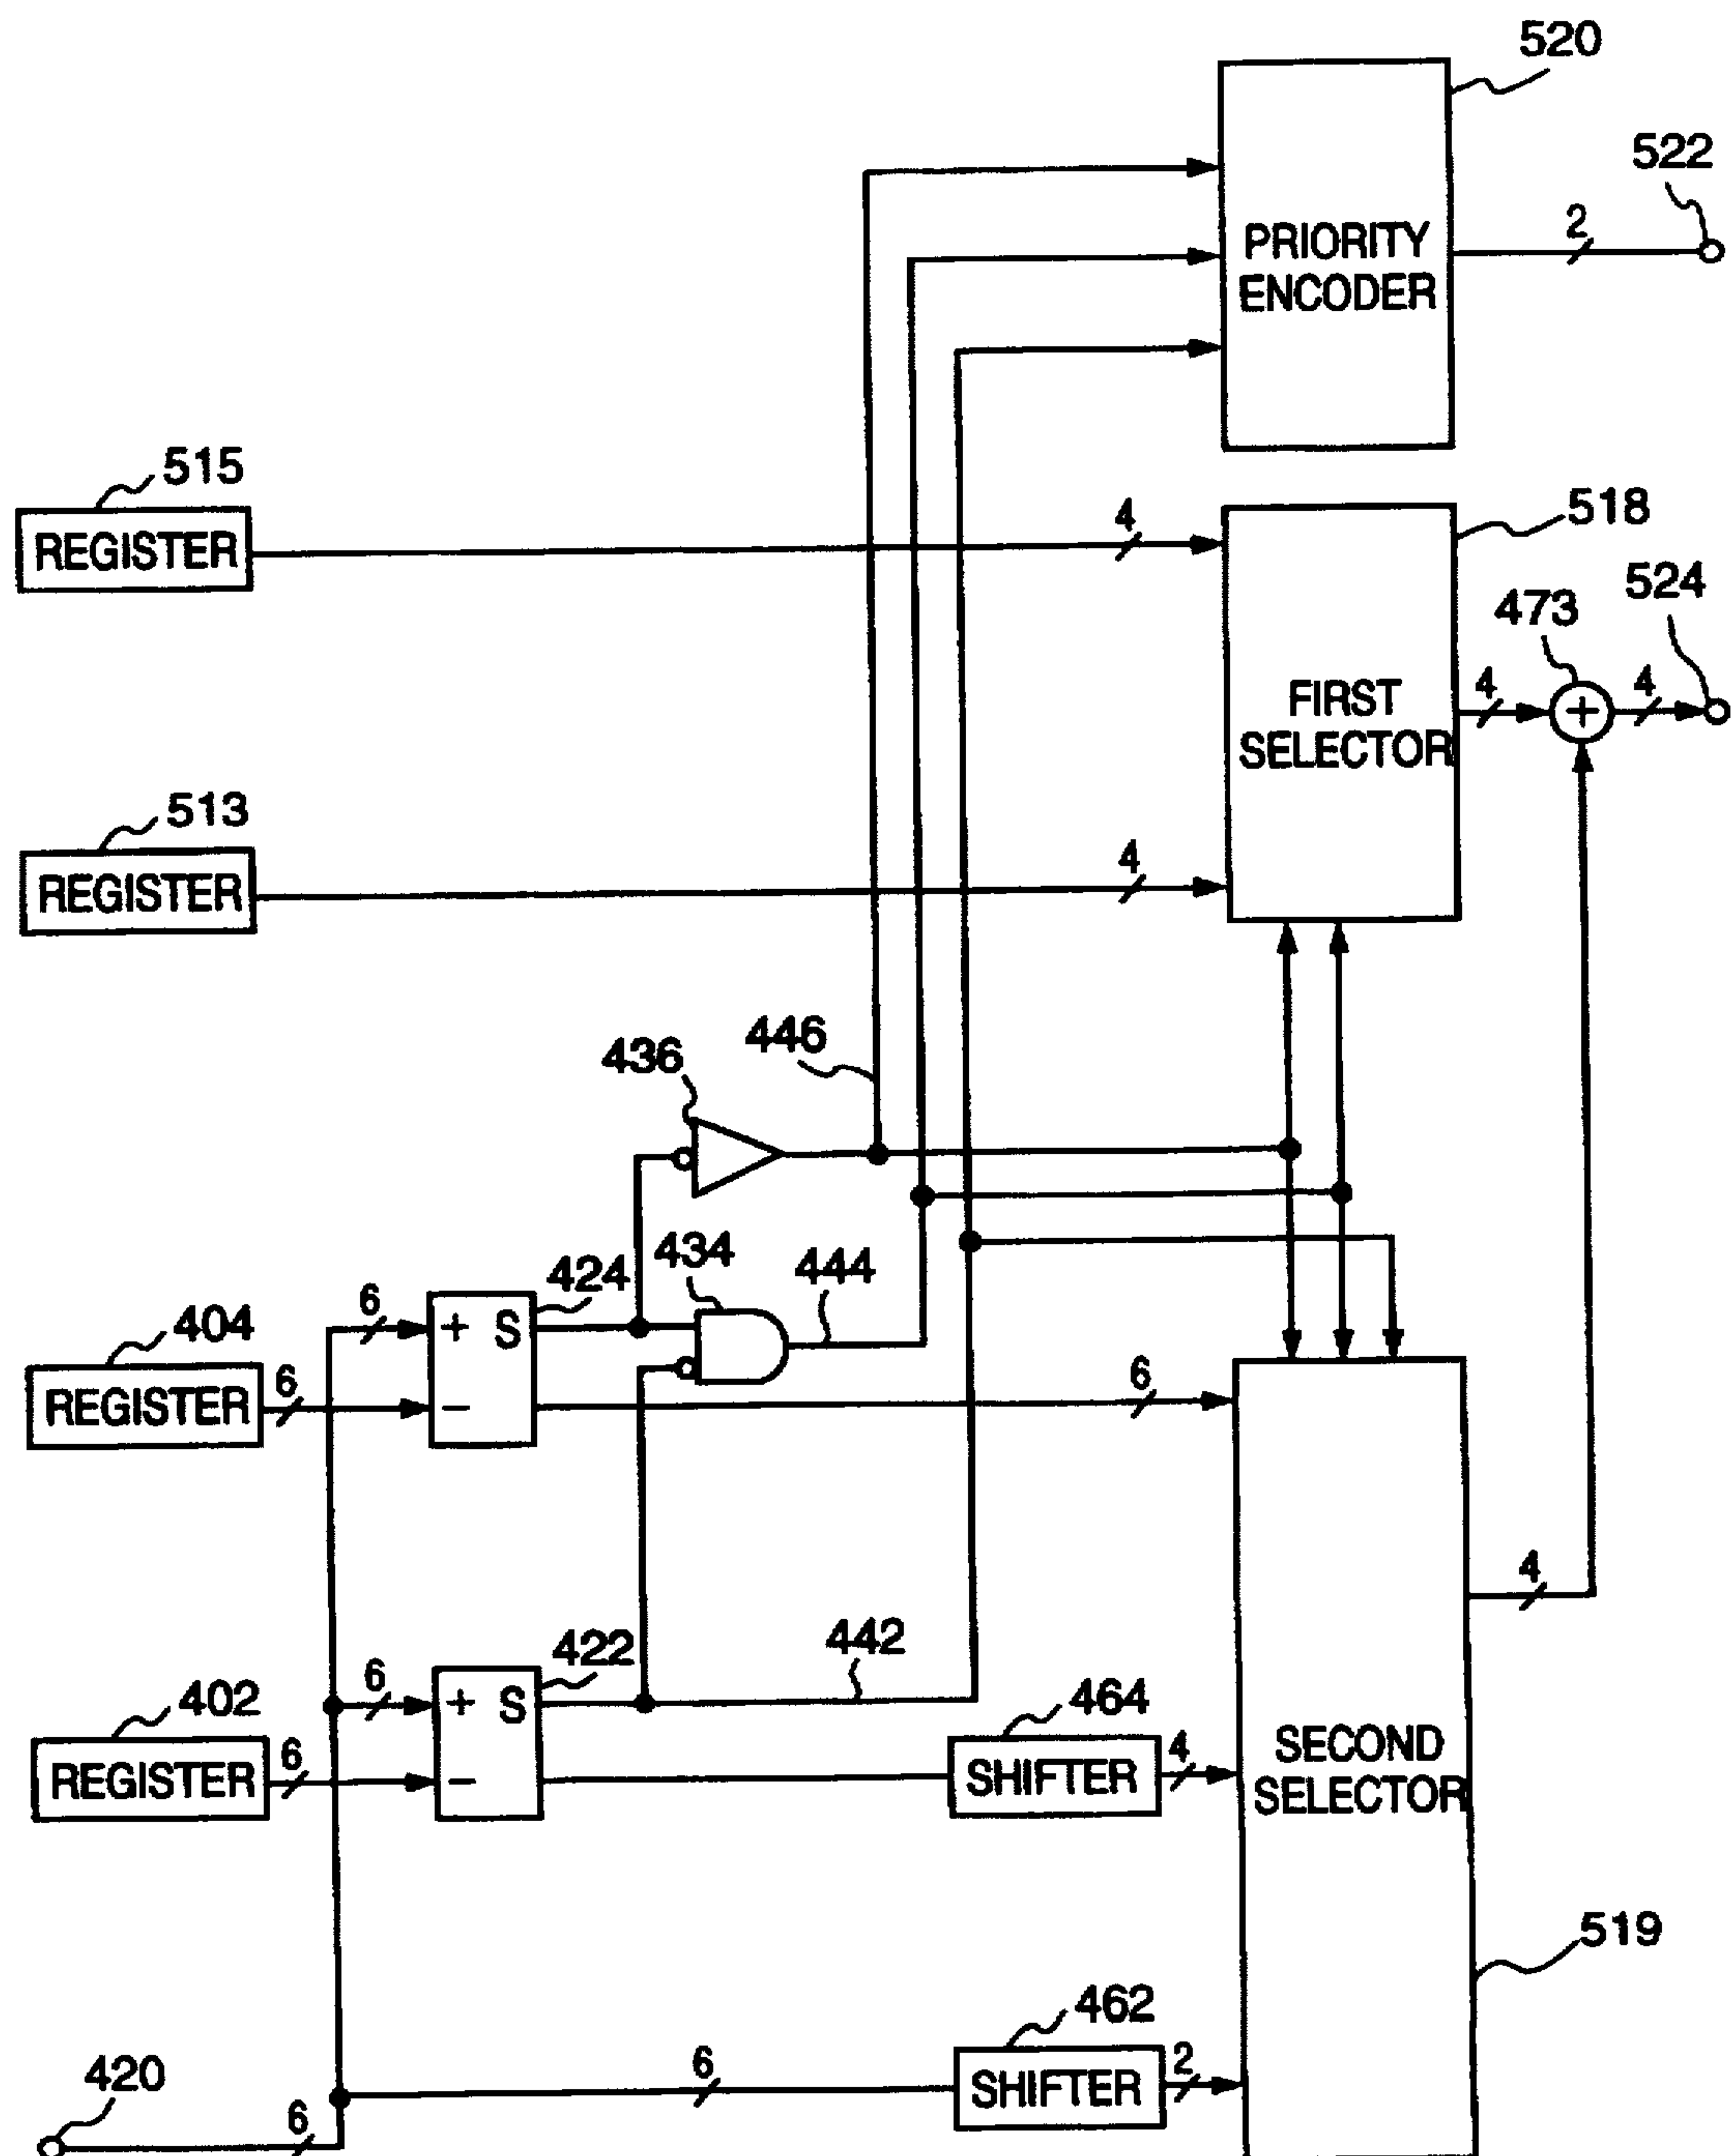 520
522
2
PRIORITY
ENCODER
515
REGISTER
4
518
524
473
FIRST
SELECTOR
4
+
4
513
REGISTER
4
436
446
434
444
424
6
+ S
404
REGISTER
6
−
6
4
422
442
6
+ S
402
REGISTER
6
−
464
SHIFTER
4
SECOND
SELECTOR
519
462
6
SHIFTER
2
420
6